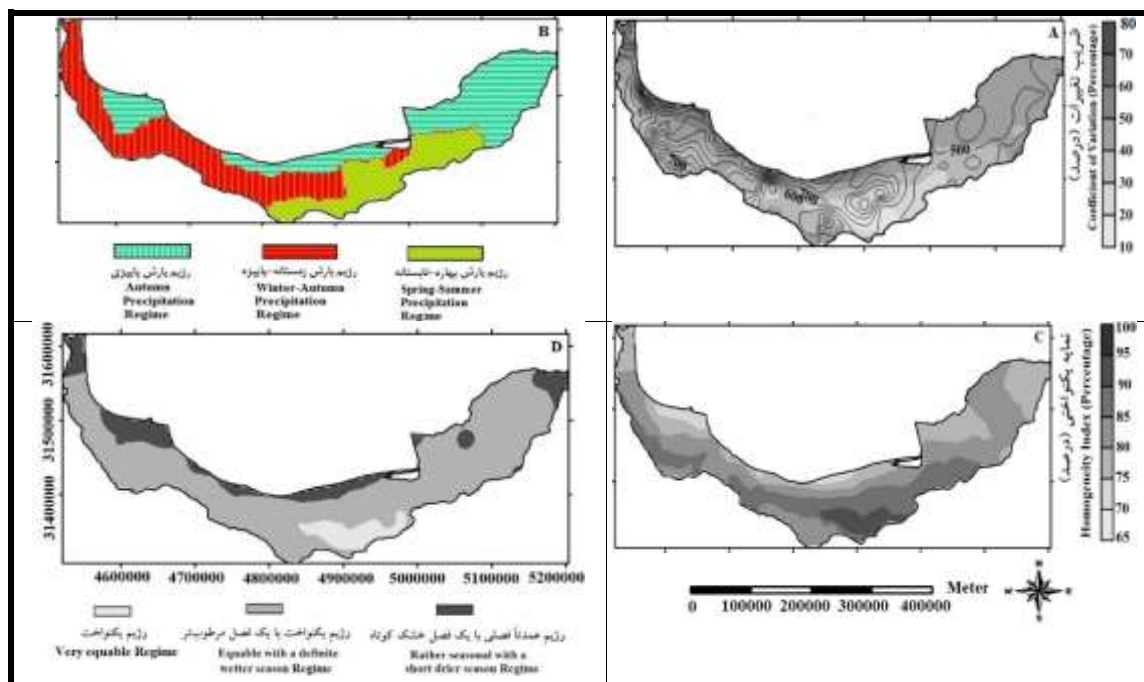 B
رژیم بارش پاییزی
Autumn
Precipitation
Regime
رژیم بارش زمستانه-پاییزه
Winter-Autumn
Precipitation
Regime
رژیم بارش بهاره-تابستانه
Spring-Summer
Precipitation
Regime
A
500
700
600
80
70
60
50
40
30
20
10
ضریب تغییرات (درصد)
Coefficient of Variation (Percentage)
D
31600000
31500000
31400000
4600000 4700000 4800000 4900000 5000000 5100000 5200000
رژیم یکنواخت
Very equable Regime
رژیم یکنواخت با یک فصل مرطوب‌تر
Equable with a definite
wetter season Regime
رژیم عمدتاً فصلی با یک فصل خشک کوتاه
Rather seasonal with a
short drier season Regime
C
100
95
90
85
80
75
70
65
نمایه یکنواختی (درصد)
Homogneity Index (Percentage)
Meter
0 100000 200000 300000 400000
N
W
E
S